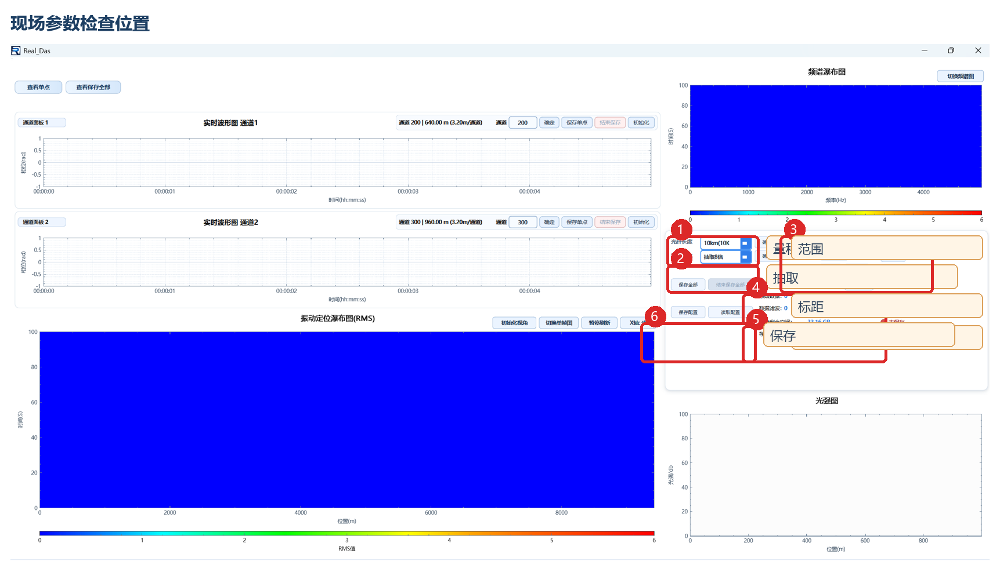 现场参数检查位置
Real_Das
查看单点
查看保存全部
通道面板 1
实时波形图 通道1
通道 200 | 640.00 m (3.20m/通道)
通道
200
确定
保存单点
结束保存
初始化
相位(rad)
1
0.5
0
-0.5
-1
00:00:00
00:00:01
00:00:02
00:00:03
00:00:04
时间(hh:mm:ss)
通道面板 2
实时波形图 通道2
通道 300 | 960.00 m (3.20m/通道)
通道
300
确定
保存单点
结束保存
初始化
相位(rad)
1
0.5
0
-0.5
-1
00:00:00
00:00:01
00:00:02
00:00:03
00:00:04
时间(hh:mm:ss)
振动定位瀑布图(RMS)
初始化视角
切换单帧图
暂停刷新
X轴:
时间(S)
100
80
60
40
20
0
0
2000
4000
6000
8000
位置(m)
0
1
2
3
4
5
6
RMS值
频谱瀑布图
切换频谱图
时间(S)
100
80
60
40
20
0
0
1000
2000
3000
4000
频率(Hz)
0
1
2
3
4
5
6
1
3
光纤长度
10km(10K
范围
2
抽取8倍
抽取
保存全部
结束保存全部
4
标距
保存配置
读取配置
数据滤波: 0
6
5
剩余空间:
32.16 GB
未保存
存
保存
光强图
光强/db
100
80
60
40
20
0
0
200
400
600
800
位置(m)